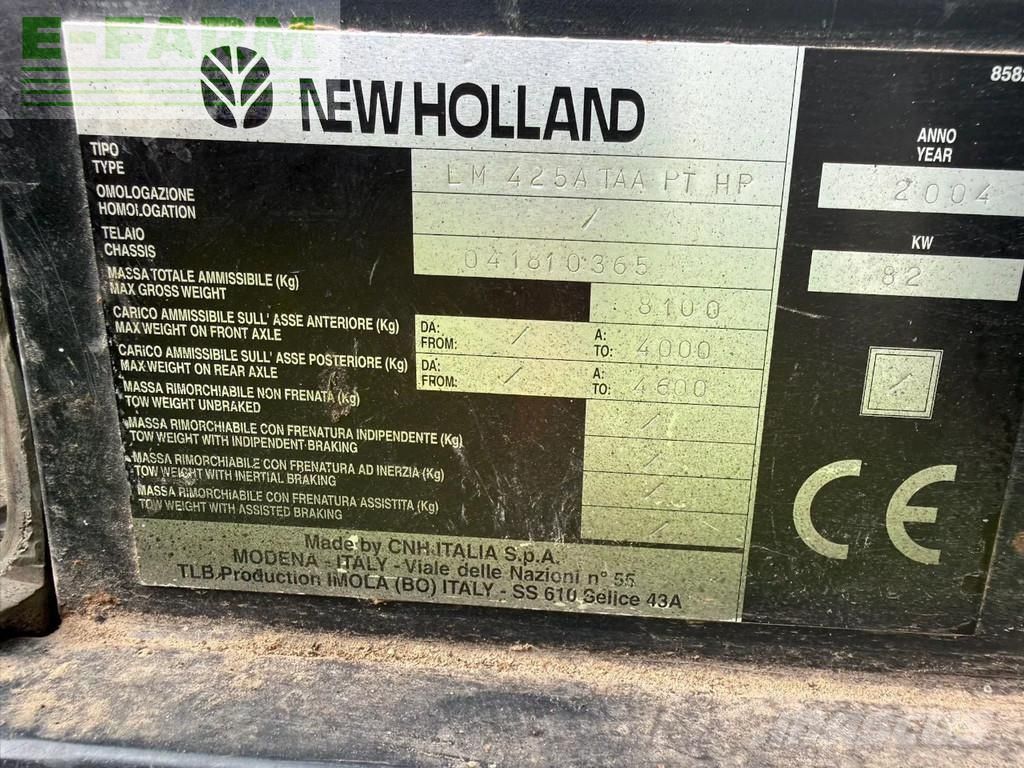 E-FARM
NEW HOLLAND
TIPO
TYPE
LM 425A TAA PT HP
OMOLOGAZIONE
HOMOLOGATION
/
TELAIO
CHASSIS
041810365
MASSA TOTALE AMMISSIBILE (Kg)
MAX GROSS WEIGHT
8100
CARICO AMMISSIBILE SULL' ASSE ANTERIORE (Kg)
MAX WEIGHT ON FRONT AXLE
DA:
FROM:
/
A:
TO:
4000
CARICO AMMISSIBILE SULL' ASSE POSTERIORE (Kg)
MAX WEIGHT ON REAR AXLE
DA:
FROM:
/
A:
TO:
4600
MASSA RIMORCHIABILE NON FRENATA (Kg)
TOW WEIGHT UNBRAKED
/
MASSA RIMORCHIABILE CON FRENATURA INDIPENDENTE (Kg)
TOW WEIGHT WITH INDIPENDENT BRAKING
/
MASSA RIMORCHIABILE CON FRENATURA AD INERZIA (Kg)
TOW WEIGHT WITH INERTIAL BRAKING
/
MASSA RIMORCHIABILE CON FRENATURA ASSISTITA (Kg)
TOW WEIGHT WITH ASSISTED BRAKING
/
Made by CNH ITALIA S.p.A.
MODENA - ITALY - Viale delle Nazioni n° 55
TLB Production IMOLA (BO) ITALY - SS 610 Selice 43A
ANNO
YEAR
2004
KW
82
/
CE